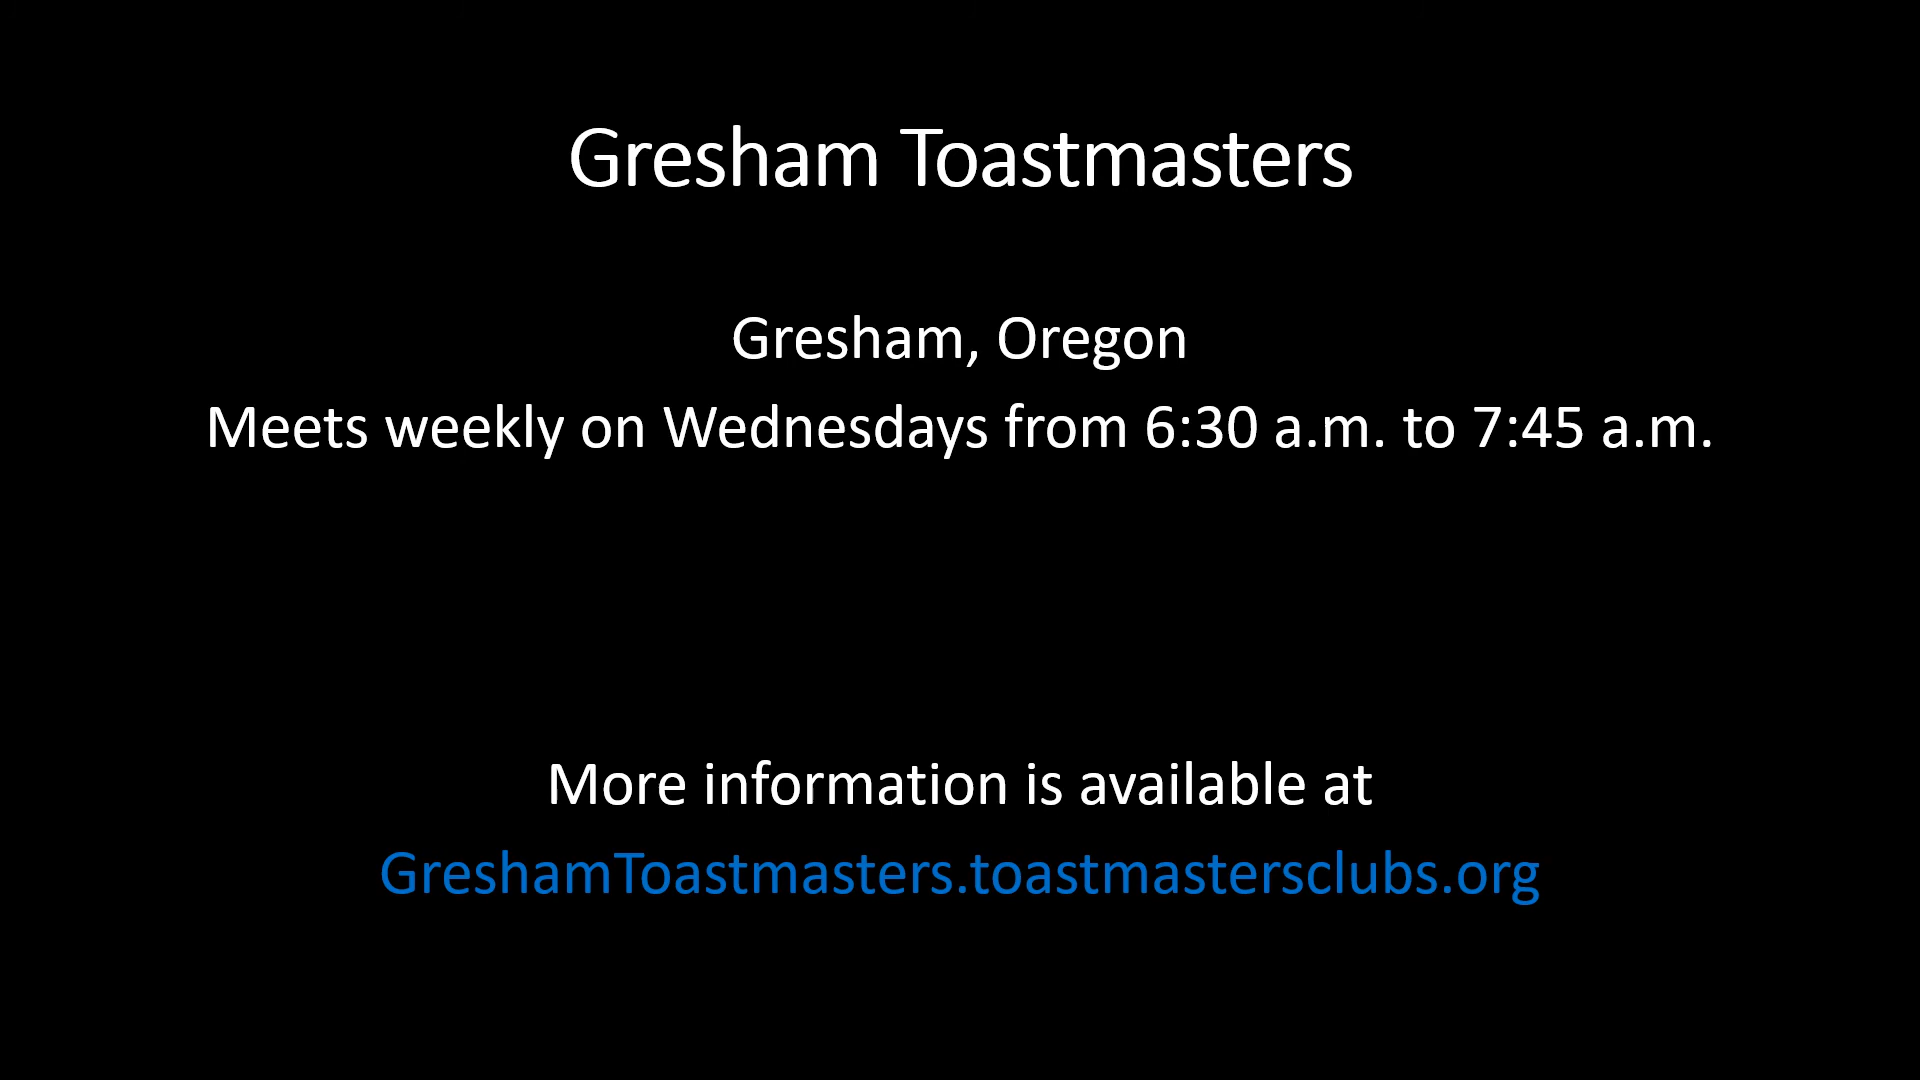 Gresham Toastmasters
Gresham, Oregon
Meets weekly on Wednesdays from 6:30 a.m. to 7:45 a.m.
More information is available at
GreshamToastmasters.toastmastersclubs.org